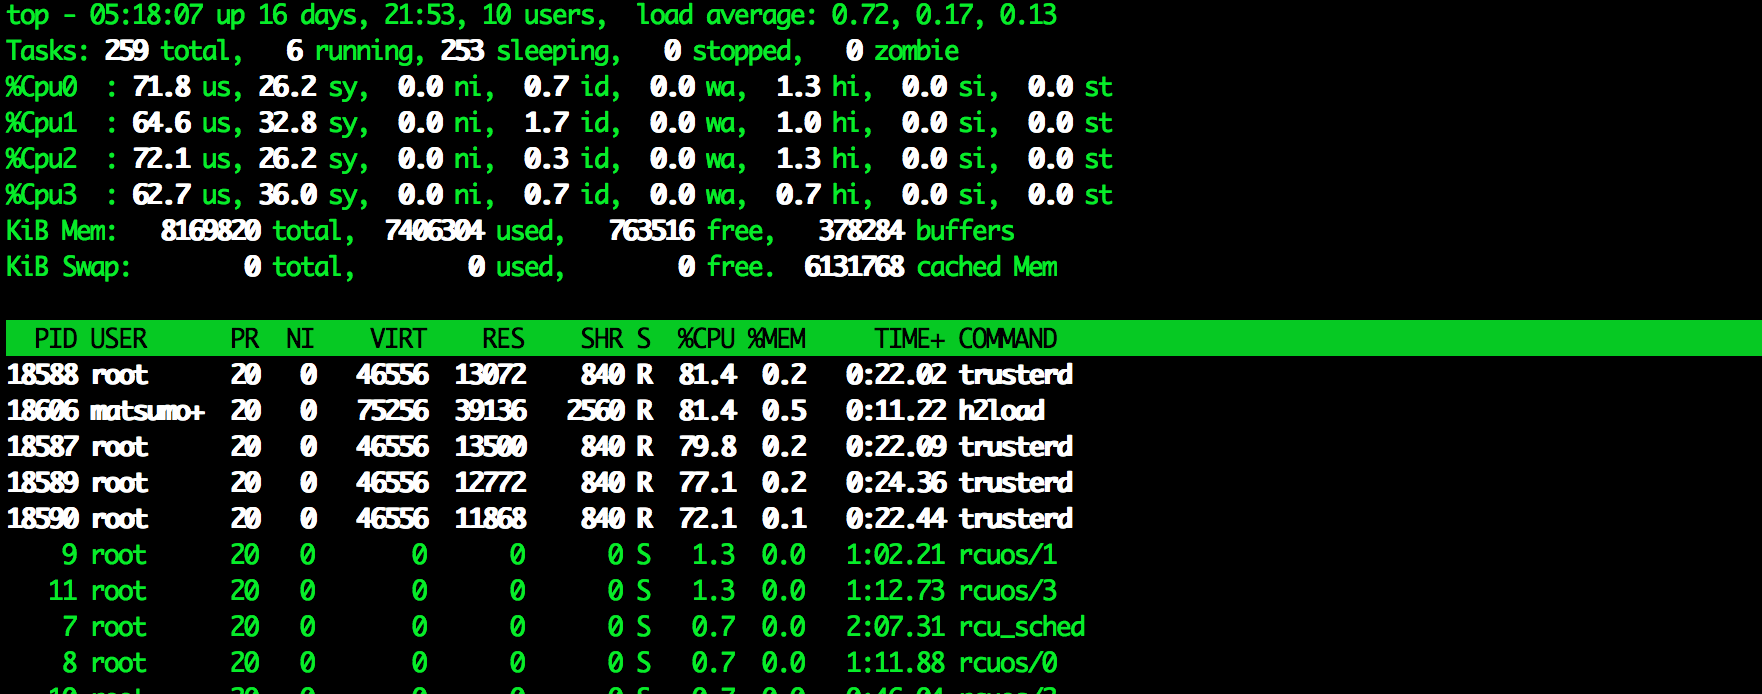 top - 05:18:07 up 16 days, 21:53, 10 users,  load average: 0.72, 0.17, 0.13
Tasks: 259 total,   6 running, 253 sleeping,   0 stopped,   0 zombie
%Cpu0  : 71.8 us, 26.2 sy,  0.0 ni,  0.7 id,  0.0 wa,  1.3 hi,  0.0 si,  0.0 st
%Cpu1  : 64.6 us, 32.8 sy,  0.0 ni,  1.7 id,  0.0 wa,  1.0 hi,  0.0 si,  0.0 st
%Cpu2  : 72.1 us, 26.2 sy,  0.0 ni,  0.3 id,  0.0 wa,  1.3 hi,  0.0 si,  0.0 st
%Cpu3  : 62.7 us, 36.0 sy,  0.0 ni,  0.7 id,  0.0 wa,  0.7 hi,  0.0 si,  0.0 st
KiB Mem:   8169820 total,  7406304 used,   763516 free,   378284 buffers
KiB Swap:        0 total,        0 used,        0 free.  6131768 cached Mem
  PID USER      PR  NI    VIRT    RES    SHR S  %CPU %MEM     TIME+ COMMAND
18588 root      20   0   46556  13072    840 R  81.4  0.2   0:22.02 trusterd
18606 matsumo+  20   0   75256  39136   2560 R  81.4  0.5   0:11.22 h2load
18587 root      20   0   46556  13500    840 R  79.8  0.2   0:22.09 trusterd
18589 root      20   0   46556  12772    840 R  77.1  0.2   0:24.36 trusterd
18590 root      20   0   46556  11868    840 R  72.1  0.1   0:22.44 trusterd
    9 root      20   0       0      0      0 S   1.3  0.0   1:02.21 rcuos/1
   11 root      20   0       0      0      0 S   1.3  0.0   1:12.73 rcuos/3
    7 root      20   0       0      0      0 S   0.7  0.0   2:07.31 rcu_sched
    8 root      20   0       0      0      0 S   0.7  0.0   1:11.88 rcuos/0